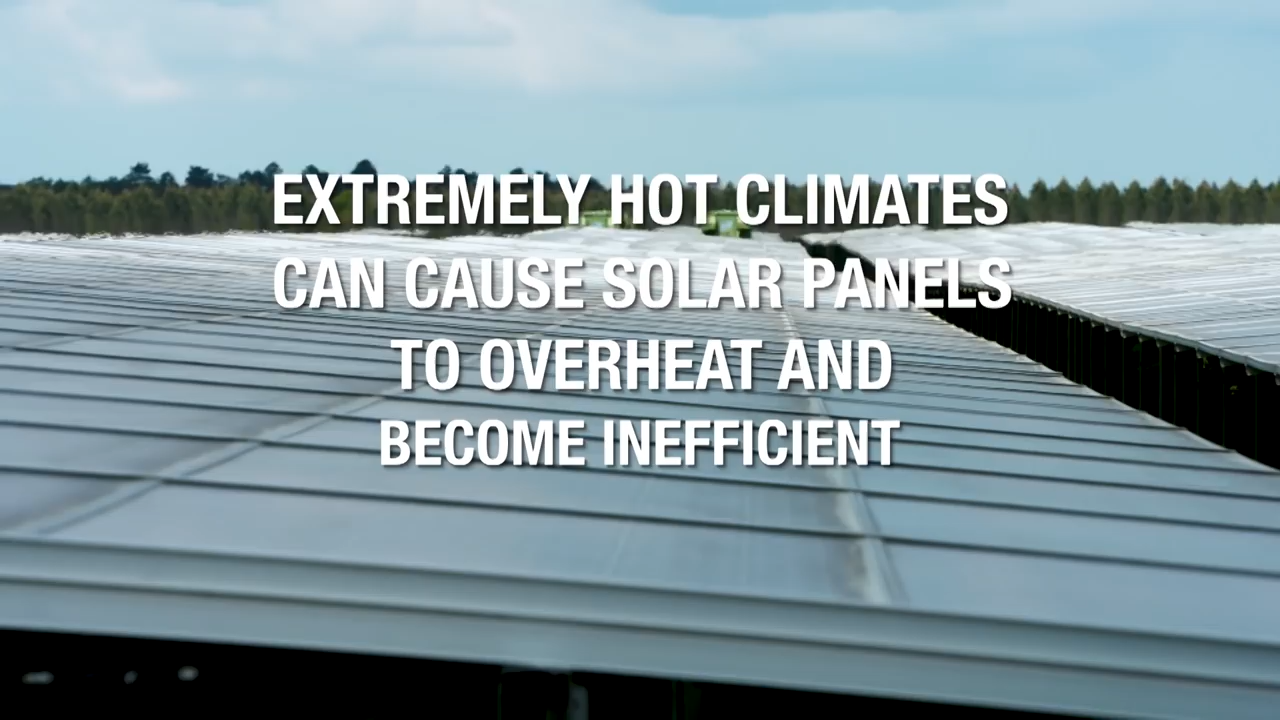 EXTREMELY HOT CLIMATES
CAN CAUSE SOLAR PANELS
TO OVERHEAT AND
BECOME INEFFICIENT